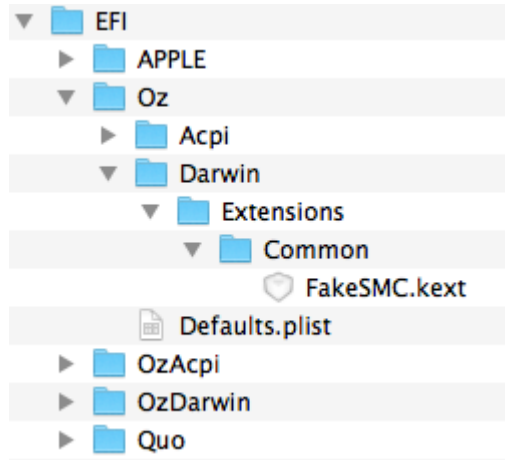 EFI
APPLE
Oz
Acpi
Darwin
Extensions
Common
FakeSMC.kext
Defaults.plist
OzAcpi
OzDarwin
Quo